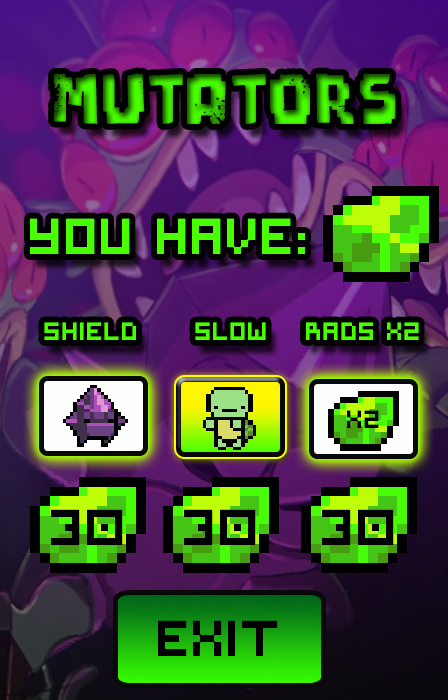 MUTATORS
YOU HAVE:
SHIELD SLOW RADS X2
X2
30 30 30
EXIT